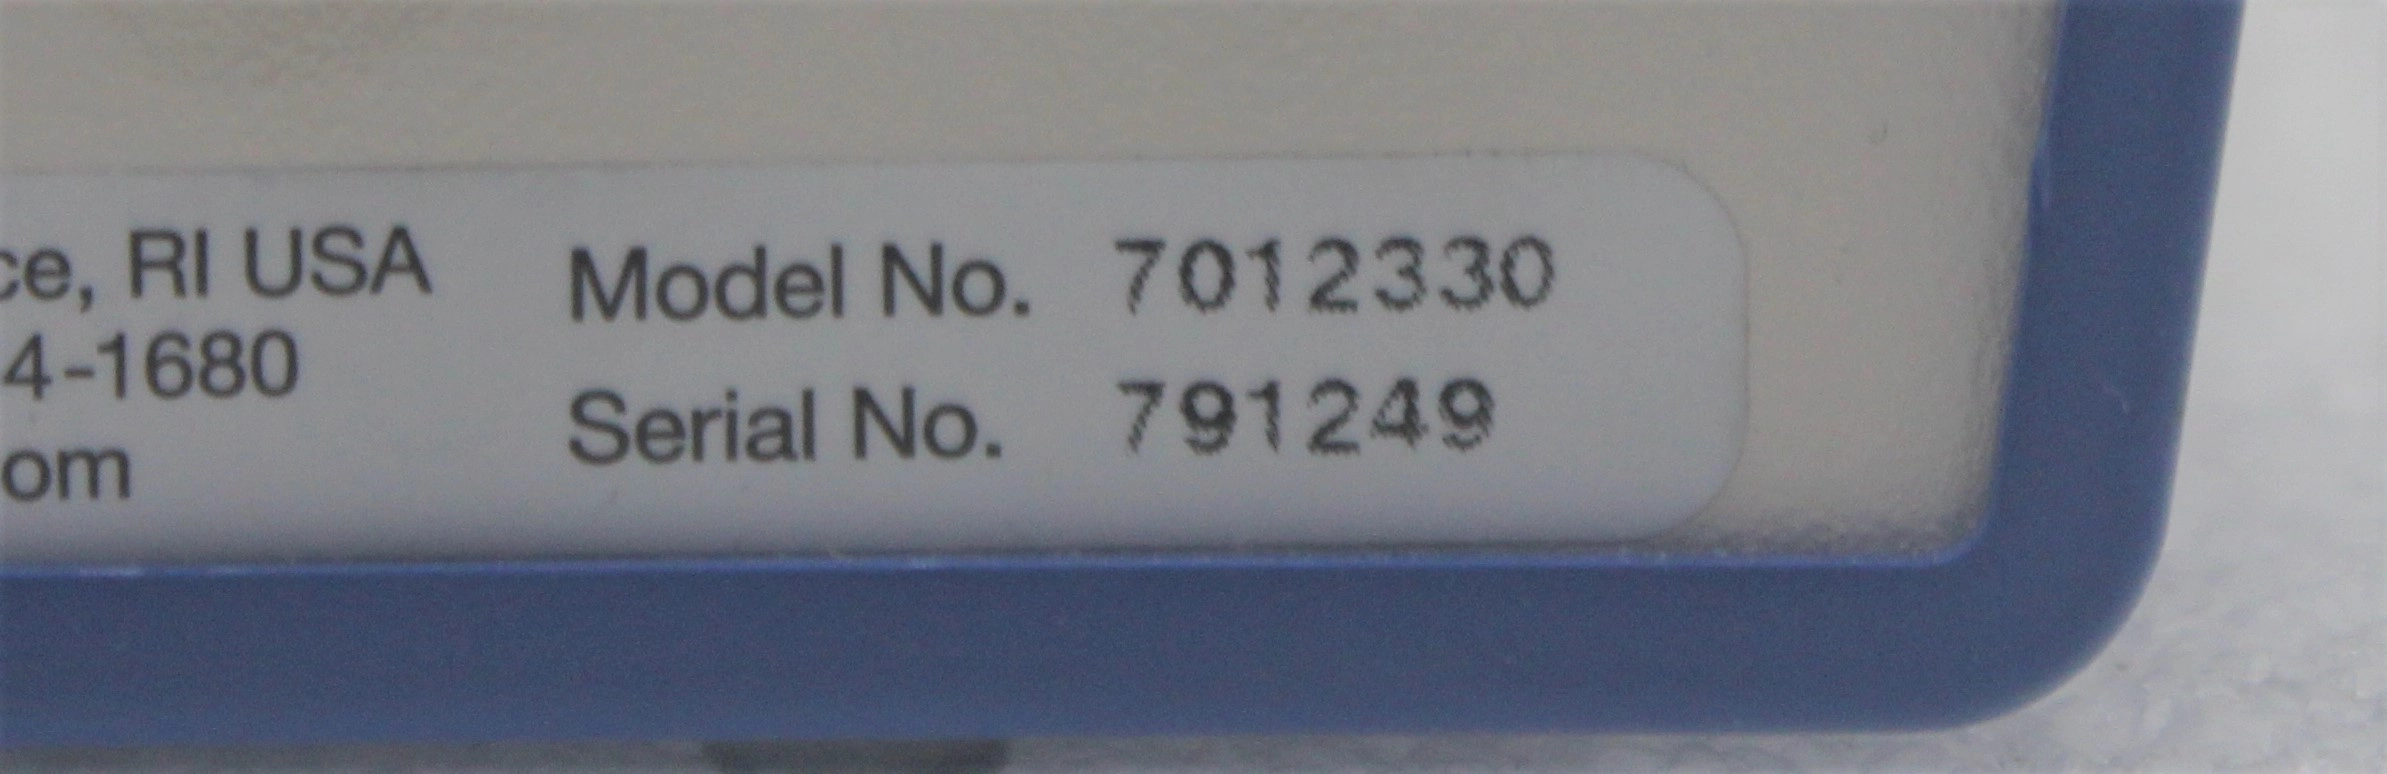 ce, RI USA
4-1680
om
Model No. 7012330
Serial No. 791249